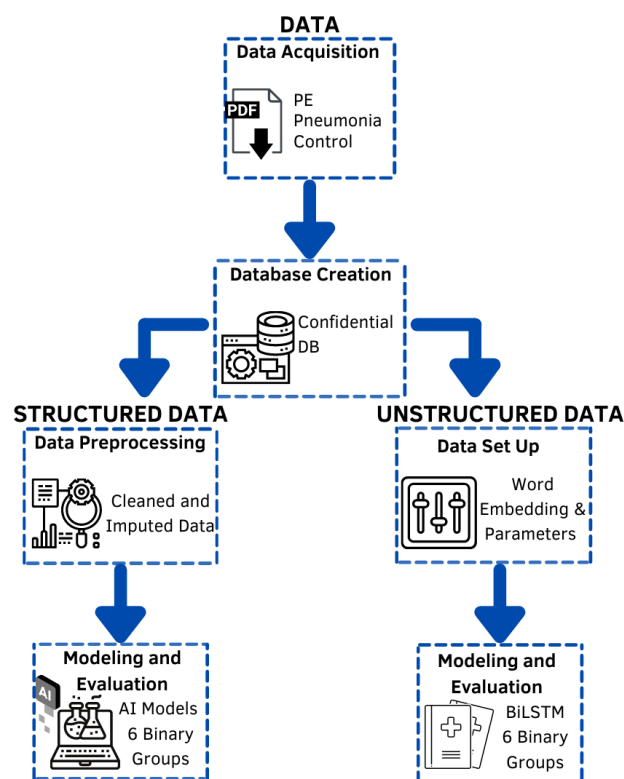 DATA
Data Acquisition
PDF
PE
Pneumonia
Control
Database Creation
Confidential
DB
STRUCTURED DATA
Data Preprocessing
Cleaned and
Imputed Data
UNSTRUCTURED DATA
Data Set Up
Word
Embedding &
Parameters
Modeling and
Evaluation
AI
AI Models
6 Binary
Groups
Modeling and
Evaluation
BiLSTM
6 Binary
Groups